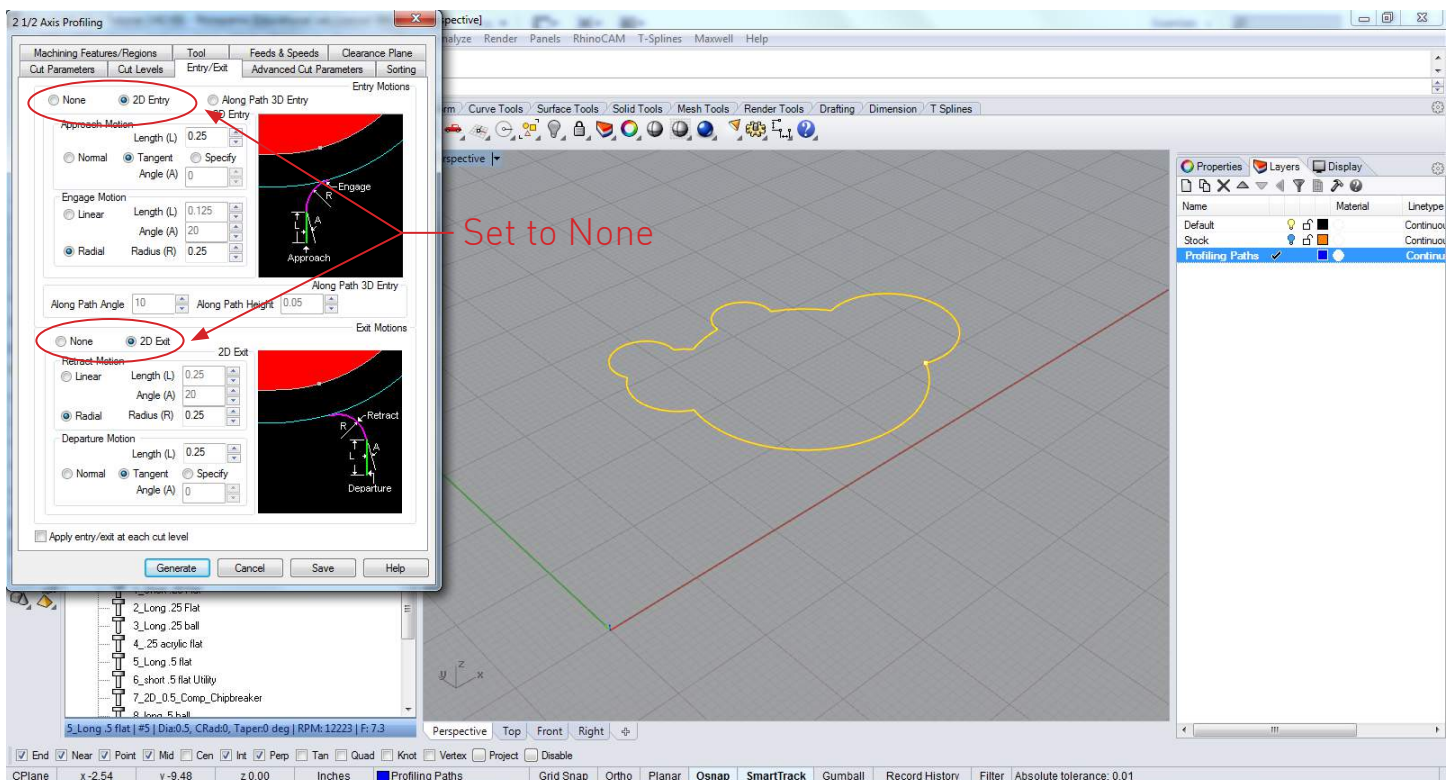 2 1/2 Axis Profiling
pective]
nalyze Render Panels RhinoCAM T-Splines Maxwell Help
Machining Features/Regions Tool Feeds & Speeds Clearance Plane
Cut Parameters Cut Levels Entry/Exit Advanced Cut Parameters Sorting
Entry Motions
None 2D Entry Along Path 3D Entry
2D Entry
Approach Motion
Length (L) 0.25
Normal Tangent Specify
Angle (A) 0
Engage Motion
Linear Length (L) 0.125
Angle (A) 20
Radial Radius (R) 0.25
Engage
R
L A
Approach
Along Path 3D Entry
Along Path Angle 10 Along Path Height 0.05
Exit Motions
None 2D Exit
2D Exit
Retract Motion
Linear Length (L) 0.25
Angle (A) 20
Radial Radius (R) 0.25
Departure Motion
Length (L) 0.25
Normal Tangent Specify
Angle (A) 0
Retract
R
L A
Departure
Apply entry/exit at each cut level
Generate Cancel Save Help
Set to None
rm Curve Tools Surface Tools Solid Tools Mesh Tools Render Tools Drafting Dimension T Splines
rspective
Properties Layers Display
Name Material Linetype
Default Continuou
Stock Continuou
Profiling Paths Continu
2_Long .25 Flat
3_Long .25 ball
4_.25 acrylic flat
5_Long .5 flat
6_short .5 flat Utility
7_2D_0.5_Comp_Chipbreaker
8_long .5 ball
5_Long .5 flat | #5 | Dia:0.5, CRad:0, Taper:0 deg | RPM: 12223 | F: 7.3
z
y x
Perspective Top Front Right
End Near Point Mid Cen Int Perp Tan Quad Knot Vertex Project Disable
CPlane x -2.54 y -9.48 z 0.00 Inches Profiling Paths Grid Snap Ortho Planar Osnap SmartTrack Gumball Record History Filter Absolute tolerance: 0.01